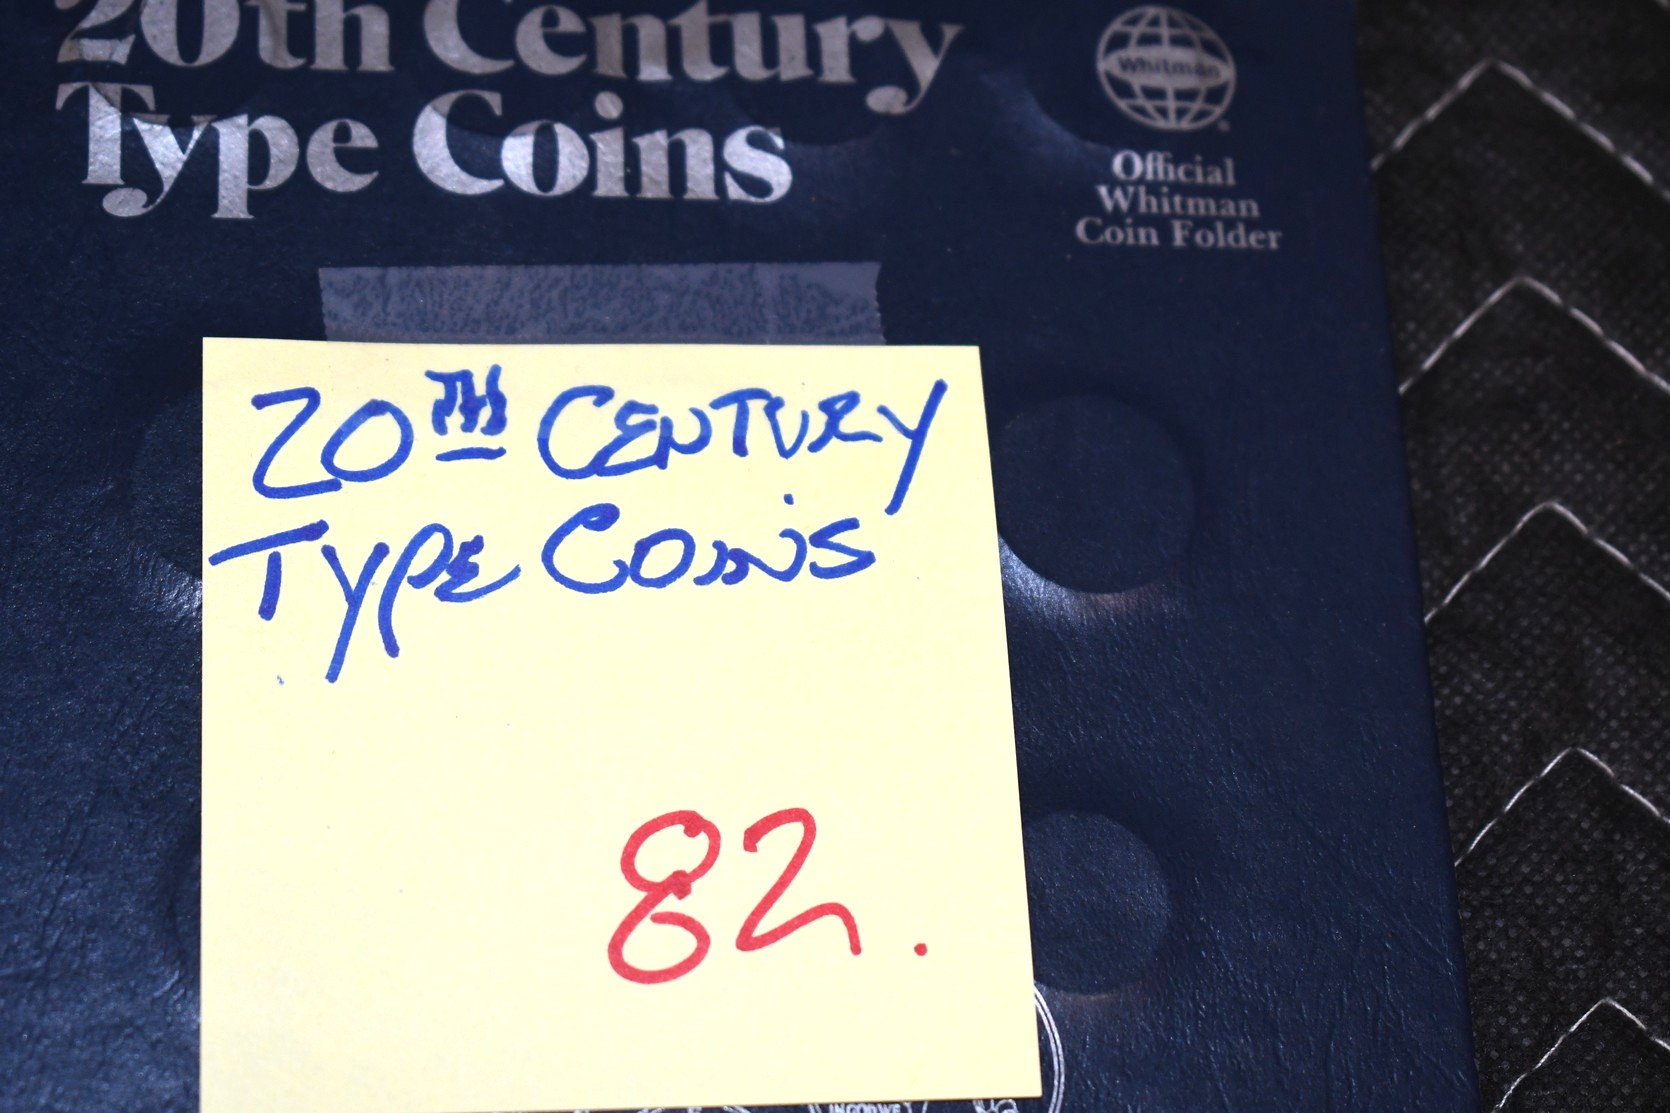 20th Century
Type Coins
Whitman
Official
Whitman
Coin Folder
20TH CENTURY
TYPE COINS
82.
IN GOD WE